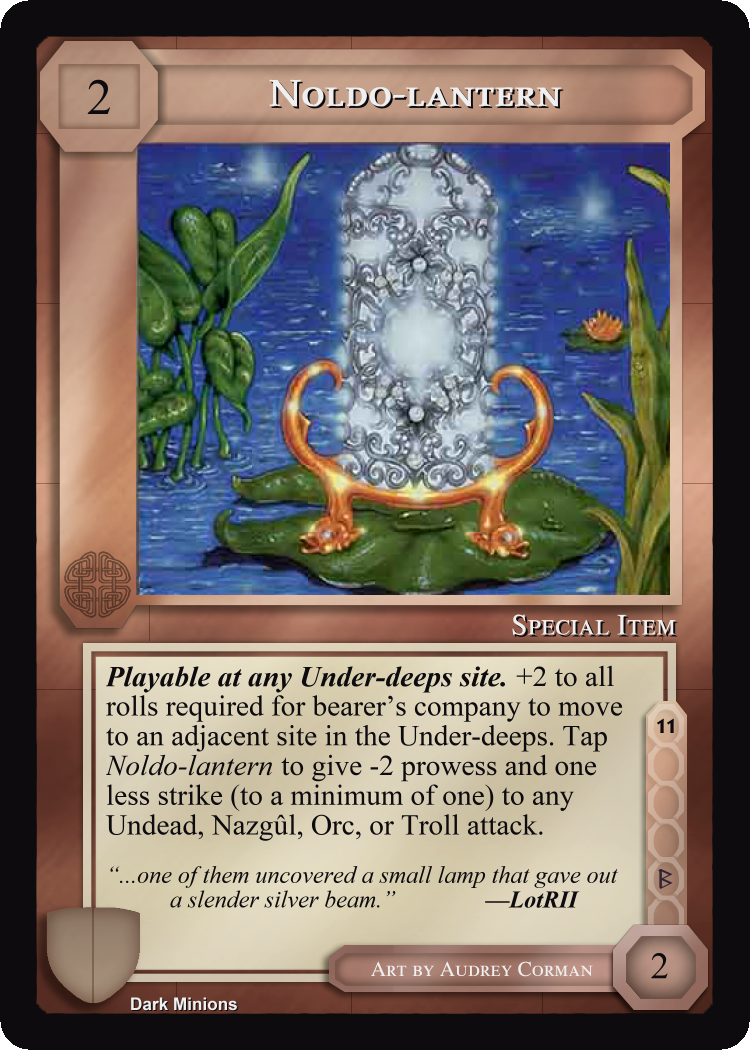 2
Noldo-lantern
Special Item
Playable at any Under-deeps site. +2 to all
rolls required for bearer’s company to move
to an adjacent site in the Under-deeps. Tap
Noldo-lantern to give -2 prowess and one
less strike (to a minimum of one) to any
Undead, Nazgûl, Orc, or Troll attack.
“...one of them uncovered a small lamp that gave out
a slender silver beam.” —LotRII
11
ᛒ
2
Art by Audrey Corman
Dark Minions